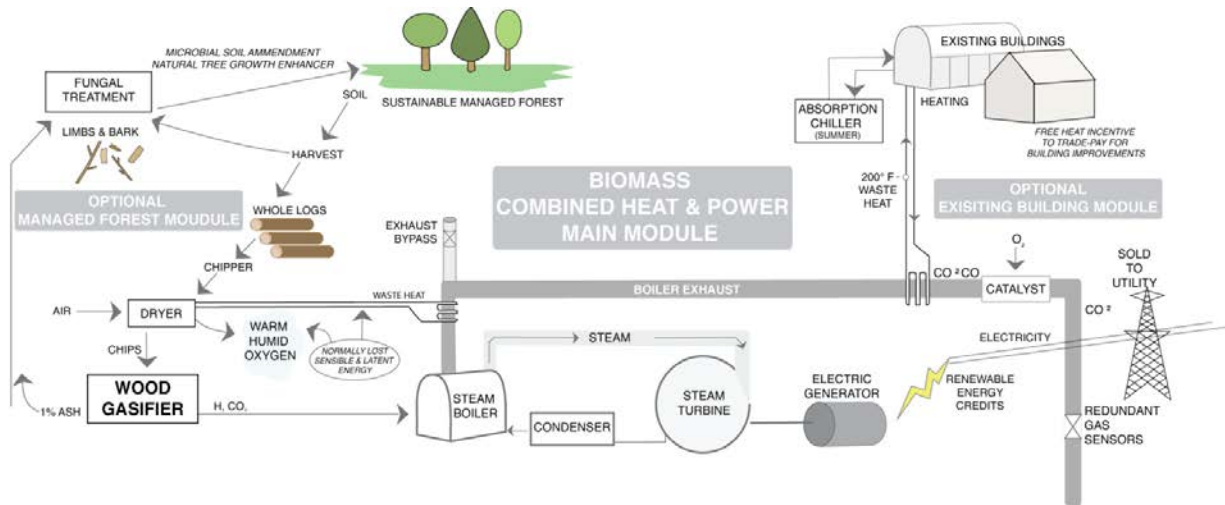 MICROBIAL SOIL AMMENDMENT
NATURAL TREE GROWTH ENHANCER
FUNGAL
TREATMENT
LIMBS & BARK
SOIL
SUSTAINABLE MANAGED FOREST
HARVEST
OPTIONAL
MANAGED FOREST MOUDULE
WHOLE LOGS
CHIPPER
AIR
DRYER
WASTE HEAT
WARM
HUMID
OXYGEN
NORMALLY LOST
SENSIBLE & LATENT
ENERGY
CHIPS
WOOD
GASIFIER
1% ASH
H, CO,
EXHAUST
BYPASS
BIOMASS
COMBINED HEAT & POWER
MAIN MODULE
BOILER EXHAUST
STEAM
STEAM
BOILER
CONDENSER
STEAM
TURBINE
ELECTRIC
GENERATOR
EXISTING BUILDINGS
HEATING
ABSORPTION
CHILLER
(SUMMER)
FREE HEAT INCENTIVE
TO TRADE-PAY FOR
BUILDING IMPROVEMENTS
200° F
WASTE
HEAT
OPTIONAL
EXISITING BUILDING MODULE
O₂
CO ² CO
CATALYST
CO ²
SOLD
TO
UTILITY
ELECTRICITY
RENEWABLE
ENERGY
CREDITS
REDUNDANT
GAS
SENSORS